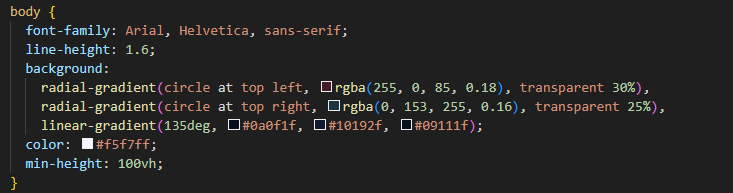 body {
font-family: Arial, Helvetica, sans-serif;
line-height: 1.6;
background:
radial-gradient(circle at top left, rgba(255, 0, 85, 0.18), transparent 30%),
radial-gradient(circle at top right, rgba(0, 153, 255, 0.16), transparent 25%),
linear-gradient(135deg, #0a0f1f, #10192f, #09111f);
color: #f5f7ff;
min-height: 100vh;
}